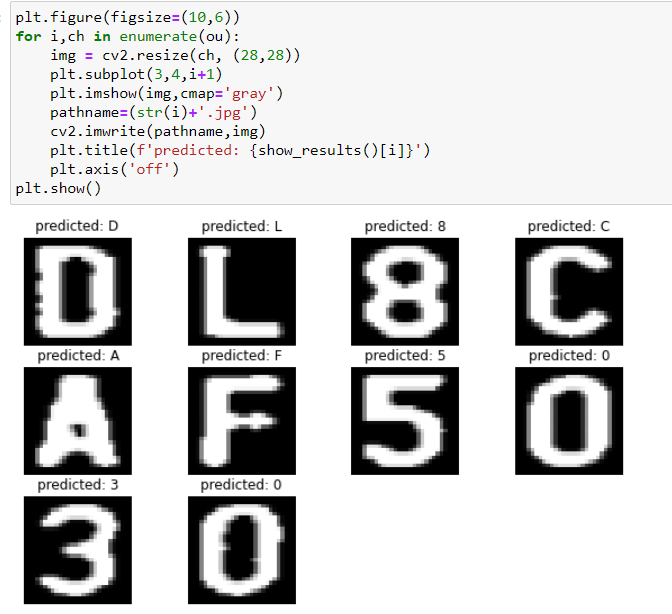 plt.figure(figsize=(10,6))
for i,ch in enumerate(ou):
    img = cv2.resize(ch, (28,28))
    plt.subplot(3,4,i+1)
    plt.imshow(img,cmap='gray')
    pathname=(str(i)+'.jpg')
    cv2.imwrite(pathname,img)
    plt.title(f'predicted: {show_results()[i]}')
    plt.axis('off')
plt.show()
predicted: D predicted: L predicted: 8 predicted: C
D L 8 C
predicted: A predicted: F predicted: 5 predicted: 0
A F 5 0
predicted: 3 predicted: 0
3 0